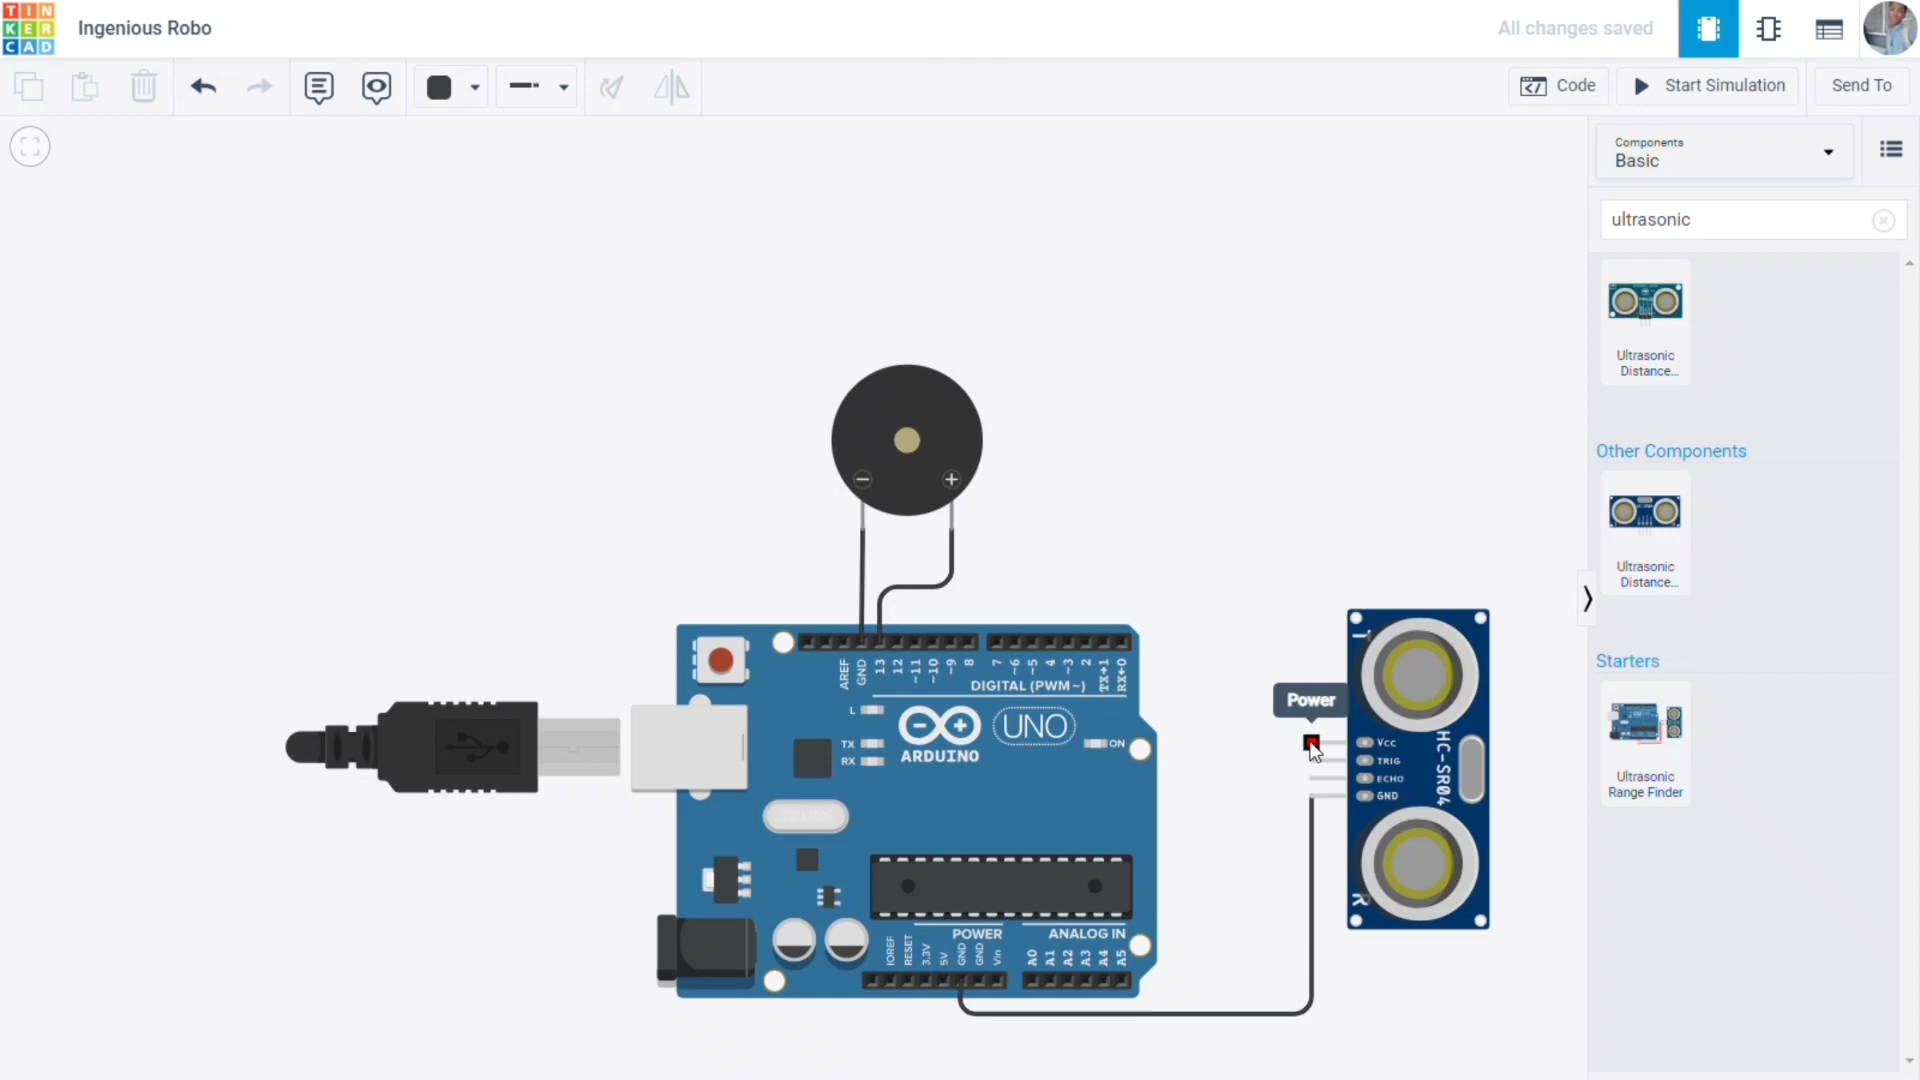 TIN
KER
CAD
Ingenious Robo
All changes saved
Code
Start Simulation
Send To
Components
Basic
ultrasonic
Ultrasonic
Distance...
Other Components
Ultrasonic
Distance...
Starters
Ultrasonic
Range Finder
AREF
GND
13
12
~11
~10
~9
8
7
~6
~5
4
~3
2
TX→1
RX←0
DIGITAL (PWM~)
L
TX
RX
ARDUINO
UNO
ON
POWER
ANALOG IN
IOREF
RESET
3.3V
5V
GND
GND
Vin
A0
A1
A2
A3
A4
A5
Power
T
Vcc
TRIG
ECHO
GND
HC-SR04
R